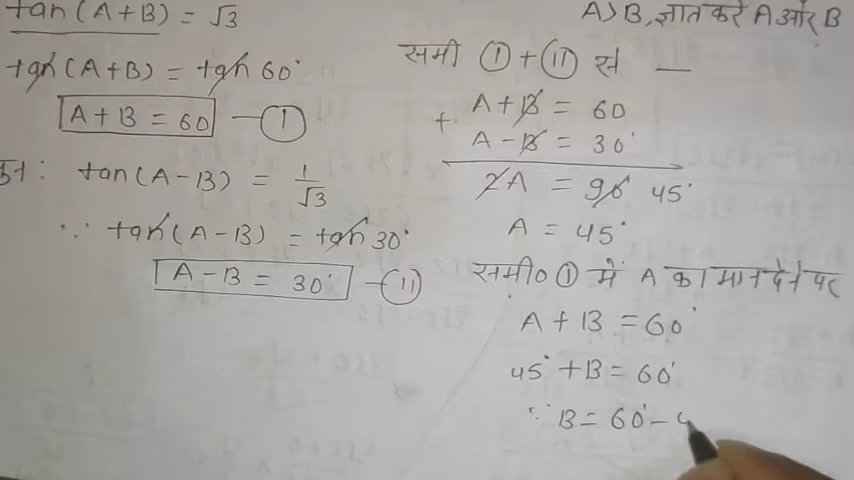 tan(A+B) = √3
tan(A+B) = tan 60°
A+B = 60 — (I)
पुनः tan(A-B) = 1/√3
∵ tan(A-B) = tan 30°
A-B = 30° — (II)
A>B, ज्ञात करें A और B
समी (I) + (II) से —
A+B = 60
+ A-B = 30°
2A = 90 45°
A = 45°
समी० (I) में A का मान देने पर
A+B = 60°
45° + B = 60°
∵ B = 60° - 4